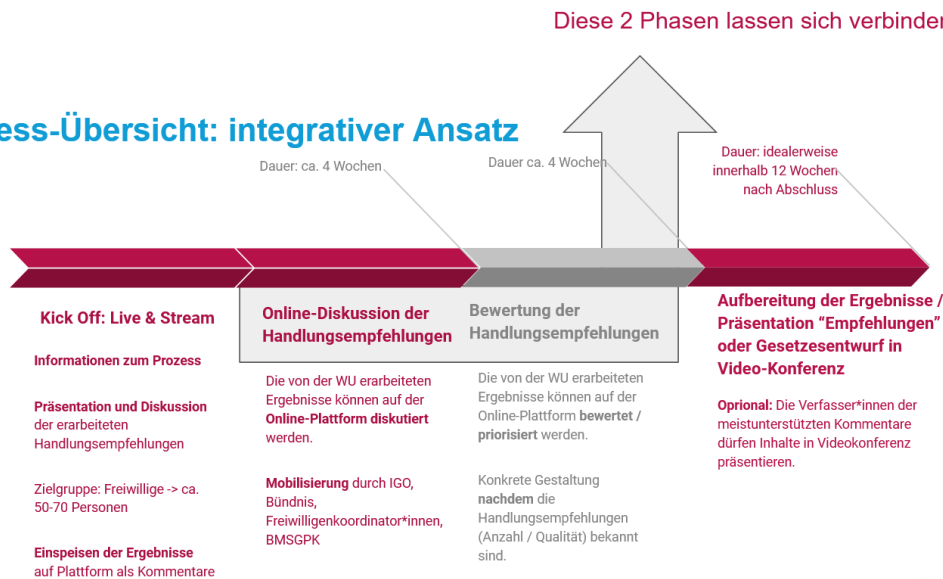 Diese 2 Phasen lassen sich verbinden
ess-Übersicht: integrativer Ansatz
Dauer: ca. 4 Wochen
Dauer ca. 4 Wochen
Dauer: idealerweise
innerhalb 12 Wochen
nach Abschluss
Kick Off: Live & Stream
Informationen zum Prozess
Präsentation und Diskussion
der erarbeiteten
Handlungsempfehlungen
Zielgruppe: Freiwillige -> ca.
50-70 Personen
Einspeisen der Ergebnisse
auf Plattform als Kommentare
Online-Diskussion der
Handlungsempfehlungen
Die von der WU erarbeiteten
Ergebnisse können auf der
Online-Plattform diskutiert
werden.
Mobilisierung durch IGO,
Bündnis,
Freiwilligenkoordinator*innen,
BMSGPK
Bewertung der
Handlungsempfehlungen
Die von der WU erarbeiteten
Ergebnisse können auf der
Online-Plattform bewertet /
priorisiert werden.
Konkrete Gestaltung
nachdem die
Handlungsempfehlungen
(Anzahl / Qualität) bekannt
sind.
Aufbereitung der Ergebnisse /
Präsentation “Empfehlungen”
oder Gesetzesentwurf in
Video-Konferenz
Oprional: Die Verfasser*innen der
meistunterstützten Kommentare
dürfen Inhalte in Videokonferenz
präsentieren.